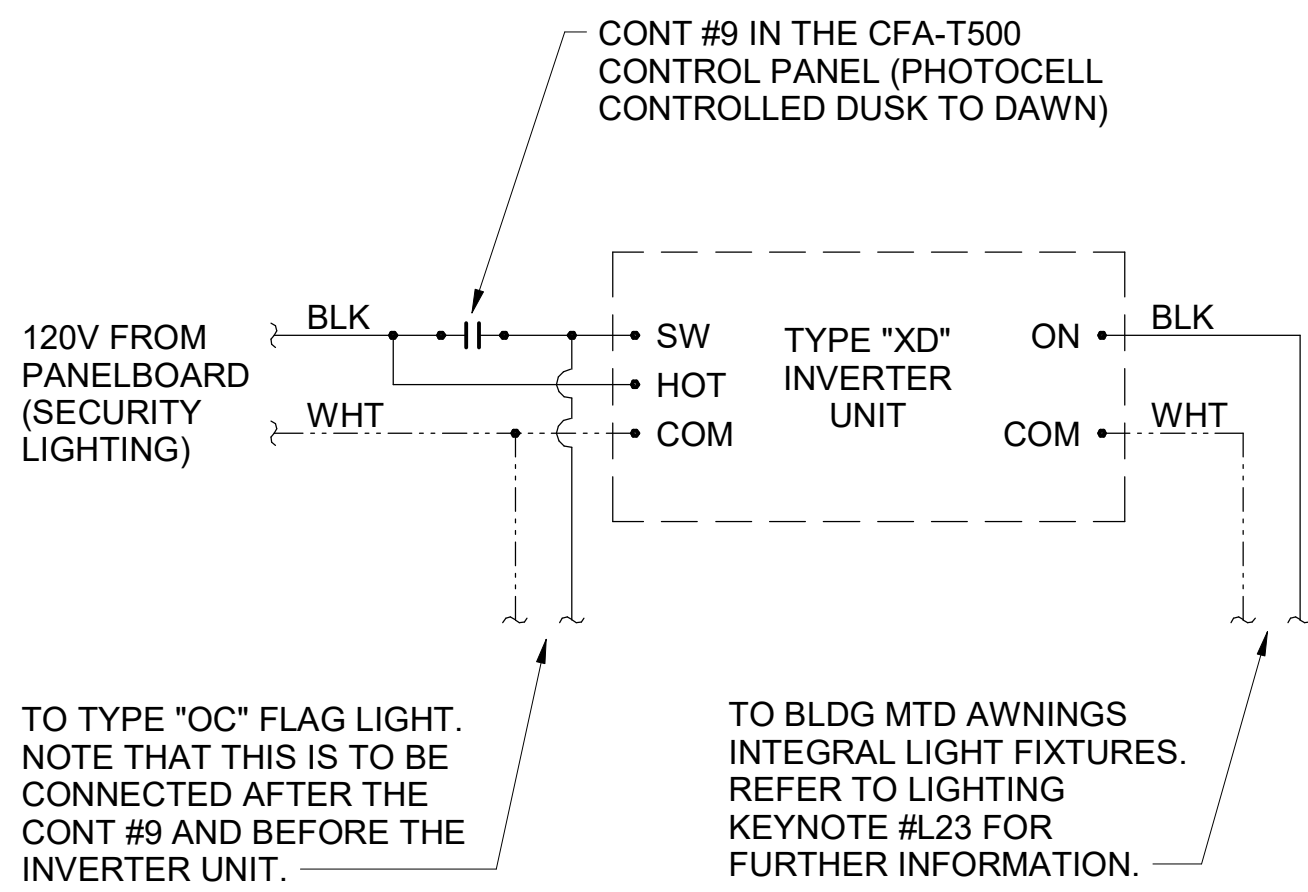 CONT #9 IN THE CFA-T500
CONTROL PANEL (PHOTOCELL
CONTROLLED DUSK TO DAWN)
120V FROM
PANELBOARD
(SECURITY
LIGHTING)
BLK
WHT
SW
HOT
COM
TYPE "XD"
INVERTER
UNIT
ON
COM
BLK
WHT
TO TYPE "OC" FLAG LIGHT.
NOTE THAT THIS IS TO BE
CONNECTED AFTER THE
CONT #9 AND BEFORE THE
INVERTER UNIT.
TO BLDG MTD AWNINGS
INTEGRAL LIGHT FIXTURES.
REFER TO LIGHTING
KEYNOTE #L23 FOR
FURTHER INFORMATION.